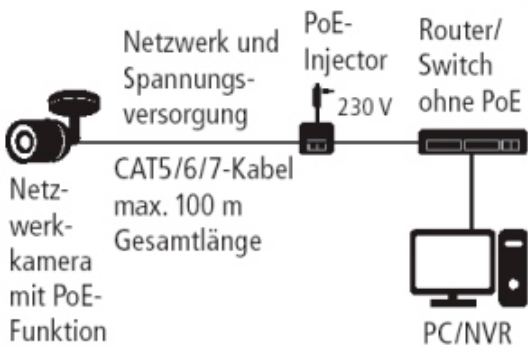 Netzwerk und
Spannungs-
versorgung
PoE-
Injector
230 V
Router/
Switch
ohne PoE
CAT5/6/7-Kabel
max. 100 m
Gesamtlänge
Netz-
werk-
kamera
mit PoE-
Funktion
PC/NVR